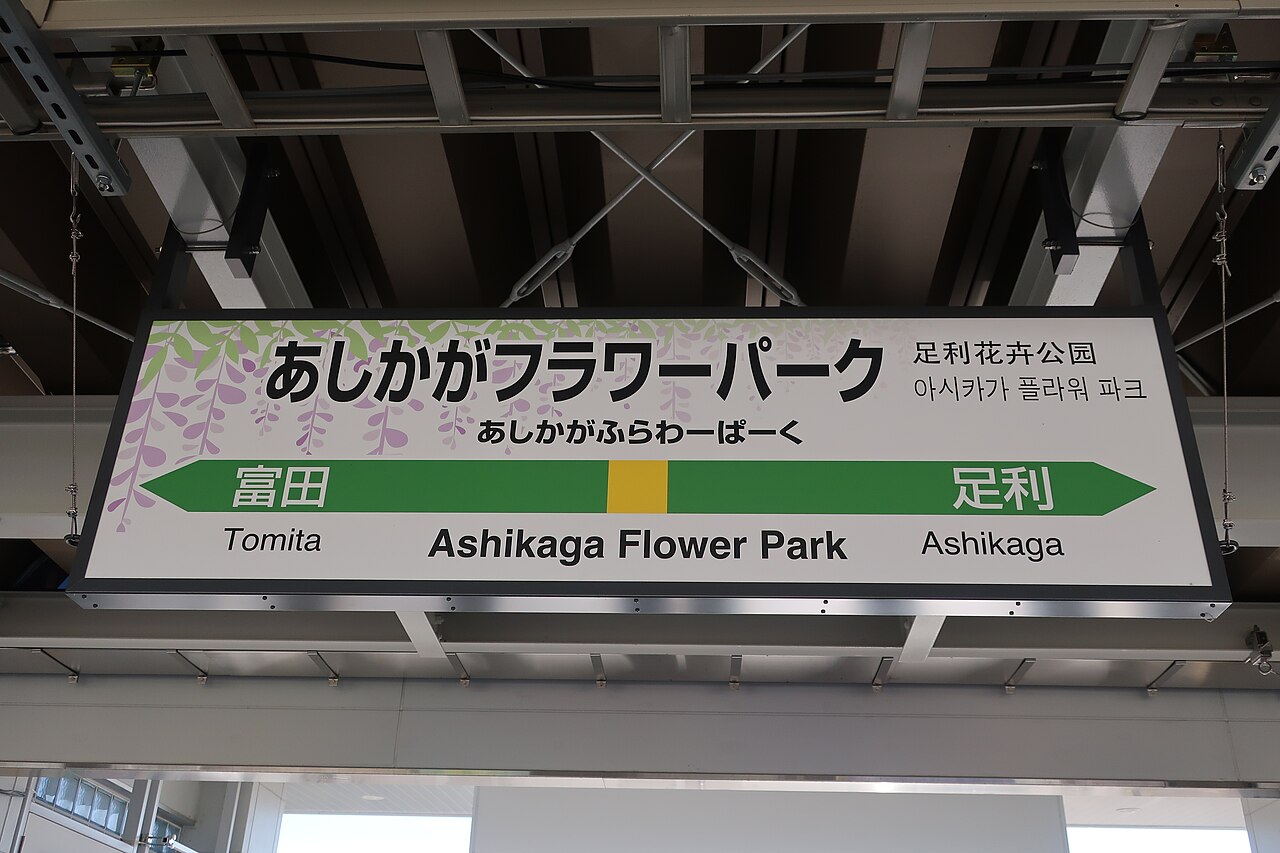 あしかがフラワーパーク
足利花卉公园
아시카가 플라워 파크
あしかがふらわーぱーく
富田 足利
Tomita Ashikaga Flower Park Ashikaga